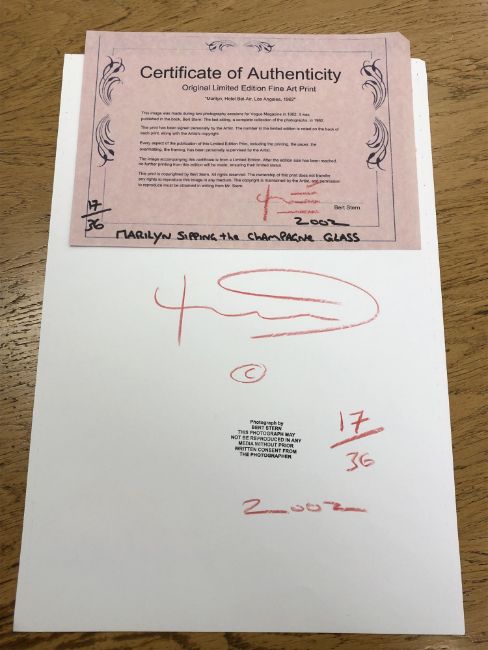 Certificate of Authenticity
Original Limited Edition Fine Art Print
"Marilyn, Hotel Bel-Air, Los Angeles, 1962"
This image was made during two photography sessions for Vogue Magazine in 1962. It was
published in the book, Bert Stern: The last sitting, a complete collection of the photographs, in 1982.
This print has been signed personally by the Artist. The number in the limited edition is noted on the back of
each print, along with the Artist's copyright.
Every aspect of the publication of this Limited Edition Print, including the printing, the paper, the
the framing, has been personally supervised by the Artist.
The image accompanying this certificate is from a Limited Edition. After the edition size has been reached,
no further printing from this edition will be made, ensuring that limited status.
This print is copyrighted by Bert Stern. All rights reserved. The ownership of this print does not transfer
any rights to reproduce this image in any medium. The copyright is maintained by the Artist, and permission
to reproduce must be obtained in writing from Mr. Stern.
Bert Stern
2002
17
36
MARILYN SIPPING the CHAMPAGNE GLASS
©
Photograph by
BERT STERN
THIS PHOTOGRAPH MAY
NOT BE REPRODUCED IN ANY
MEDIA WITHOUT PRIOR
WRITTEN CONSENT FROM
THE PHOTOGRAPHER
17
36
2002